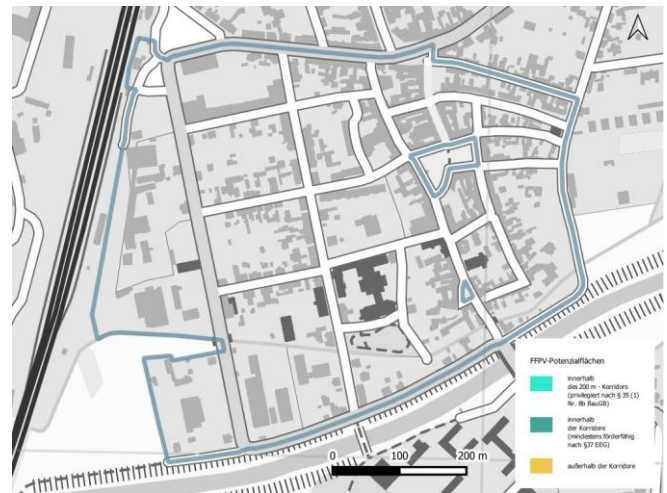 FFPV-Potenzialflächen
innerhalb
des 200 m - Korridors
(privilegiert nach § 35 (1)
Nr. 8b BauGB)
innerhalb
der Korridore
(mindestens förderfähig
nach §37 EEG)
außerhalb der Korridore
0 100 200 m